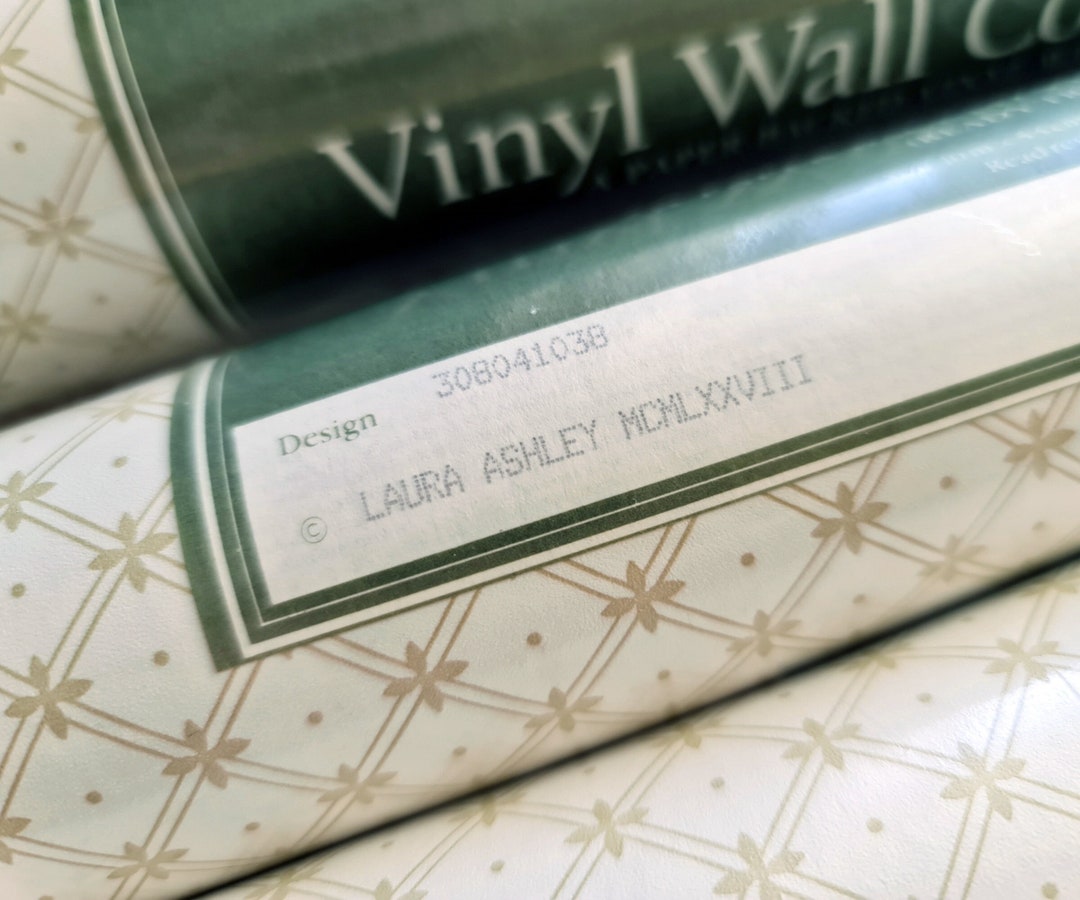 Vinyl Wall Co
Design 308041038
© LAURA ASHLEY MCMLXXVIII